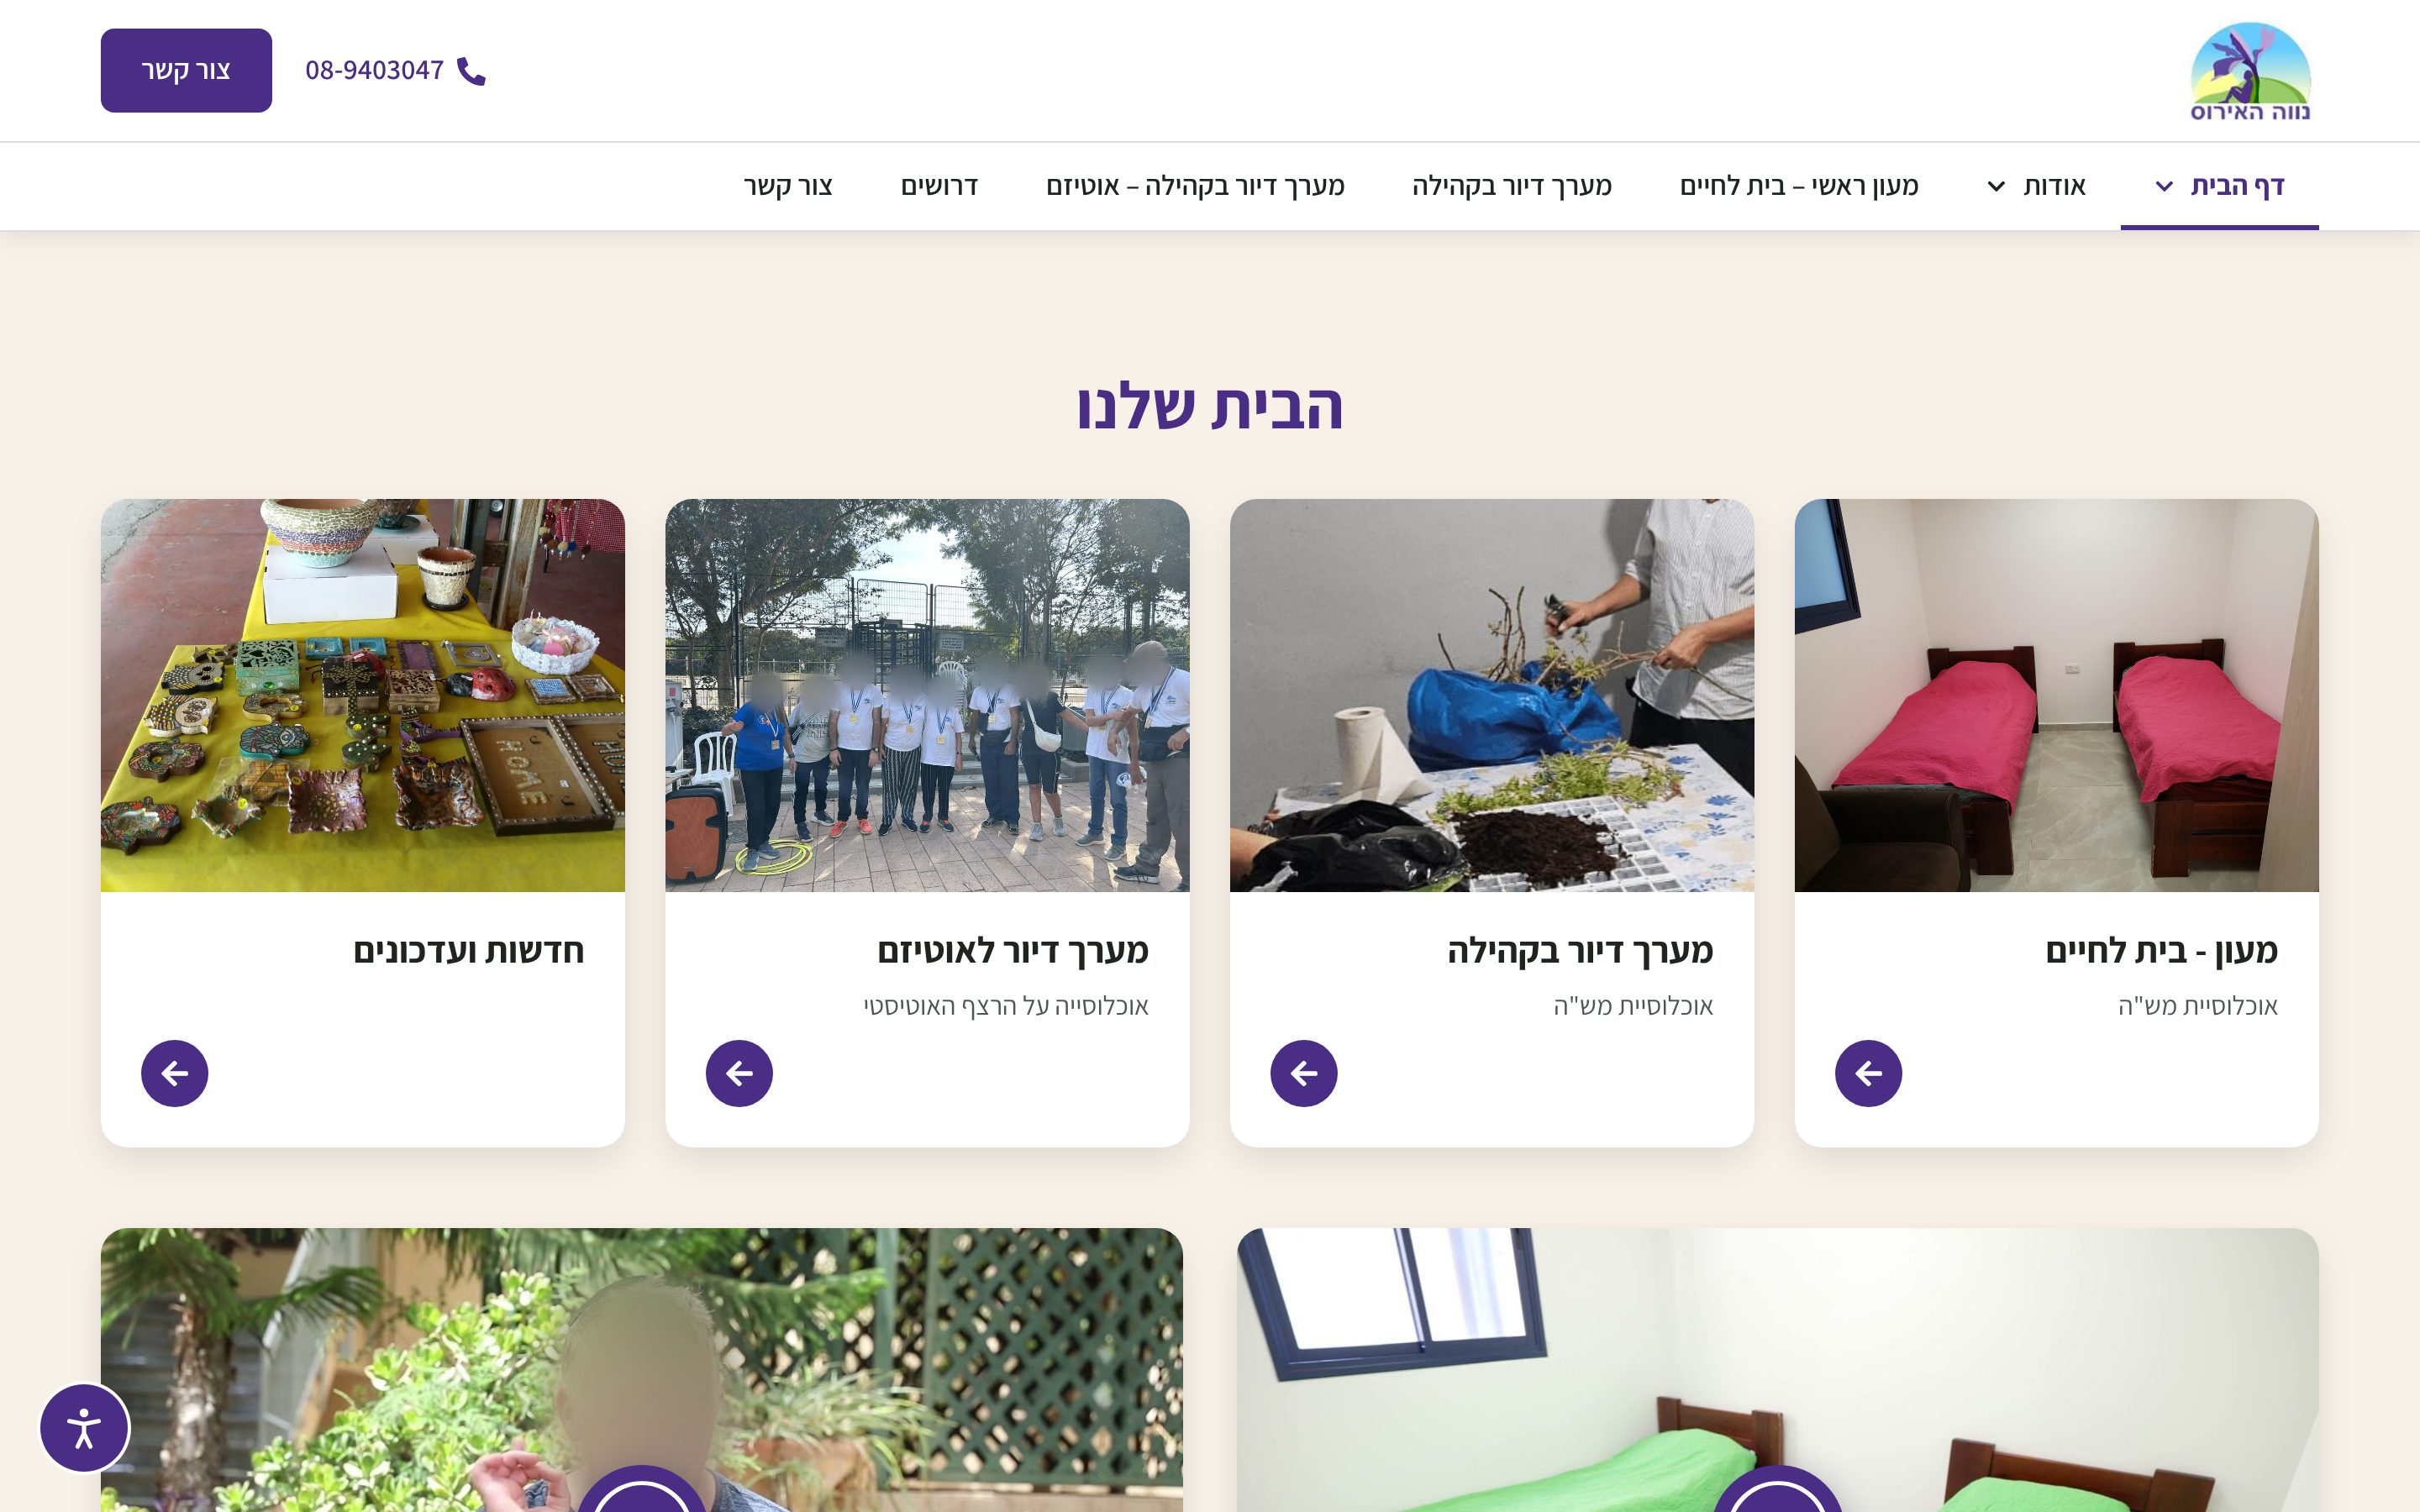 נווה האירוס
08-9403047
צור קשר
דף הבית
אודות
מעון ראשי – בית לחיים
מערך דיור בקהילה
מערך דיור בקהילה – אוטיזם
דרושים
צור קשר
הבית שלנו
מעון - בית לחיים
אוכלוסיית מש"ה
מערך דיור בקהילה
אוכלוסיית מש"ה
מערך דיור לאוטיזם
אוכלוסייה על הרצף האוטיסטי
HOME
חדשות ועדכונים